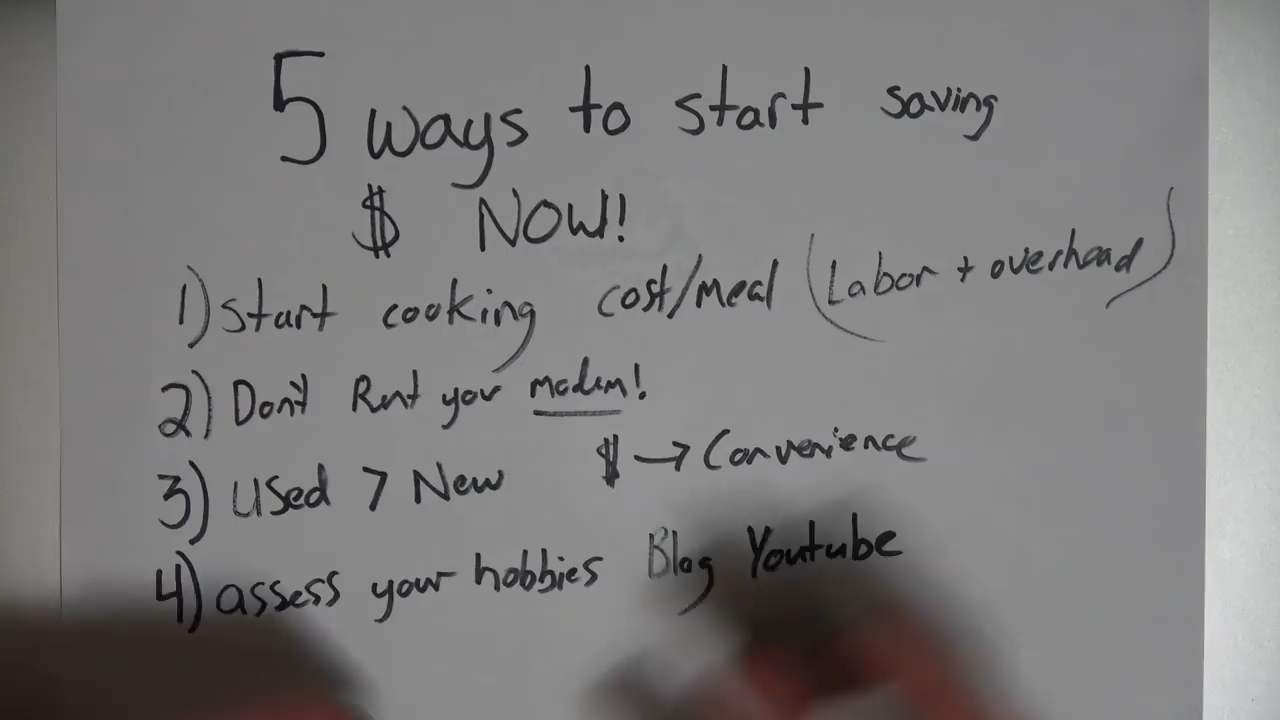 5 ways to start saving
$ NOW!
1) Start cooking cost/meal (Labor + overhead)
2) Don't Rent your modem!
$ → Convenience
3) Used > New
4) assess your hobbies Blog Youtube